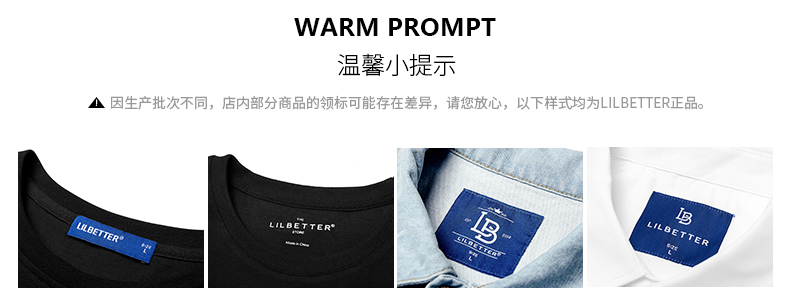 WARM PROMPT
温馨小提示
因生产批次不同，店内部分商品的领标可能存在差异，请您放心，以下样式均为LILBETTER正品。
LILBETTER®
SIZE
L
THE
LILBETTER®
STORE
Made in China
LB
LILBETTER®
SIZE
L
LB
LILBETTER
SIZE
L